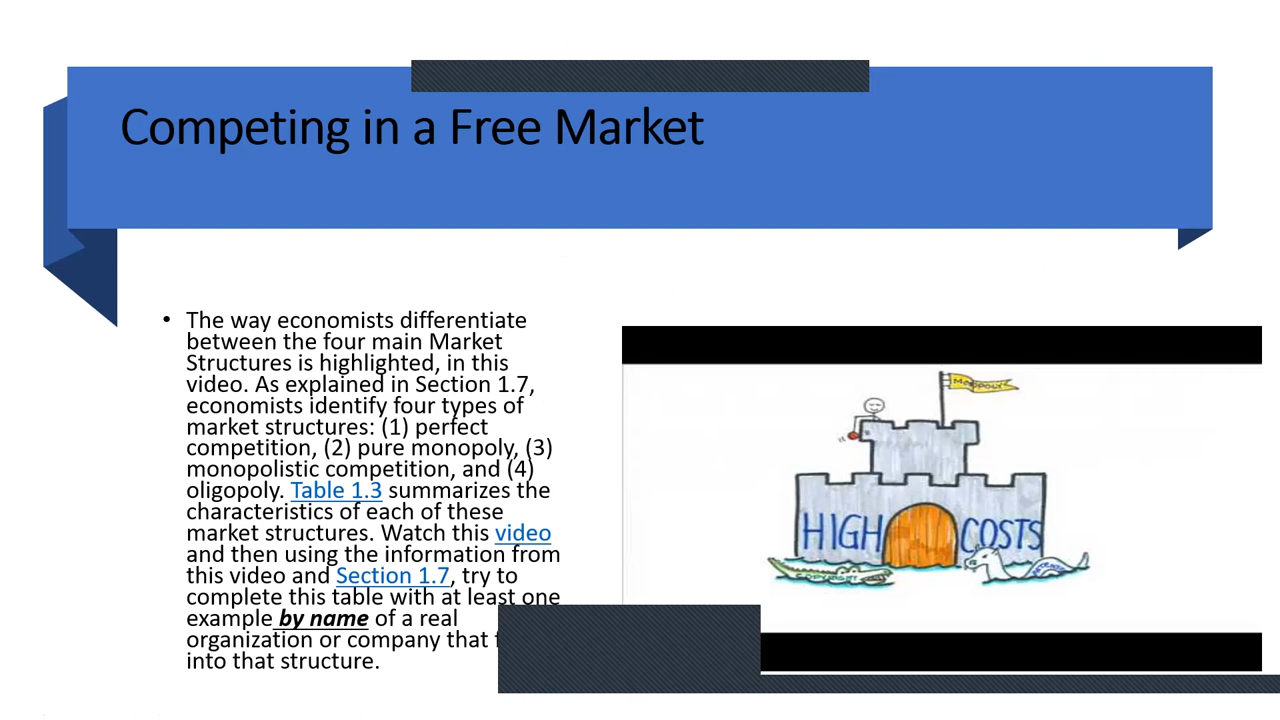 Competing in a Free Market
• The way economists differentiate
between the four main Market
Structures is highlighted, in this
video. As explained in Section 1.7,
economists identify four types of
market structures: (1) perfect
competition, (2) pure monopoly, (3)
monopolistic competition, and (4)
oligopoly. Table 1.3 summarizes the
characteristics of each of these
market structures. Watch this video
and then using the information from
this video and Section 1.7, try to
complete this table with at least one
example by name of a real
organization or company that
into that structure.
MONOPOLY
HIGH COSTS
COPYRIGHT